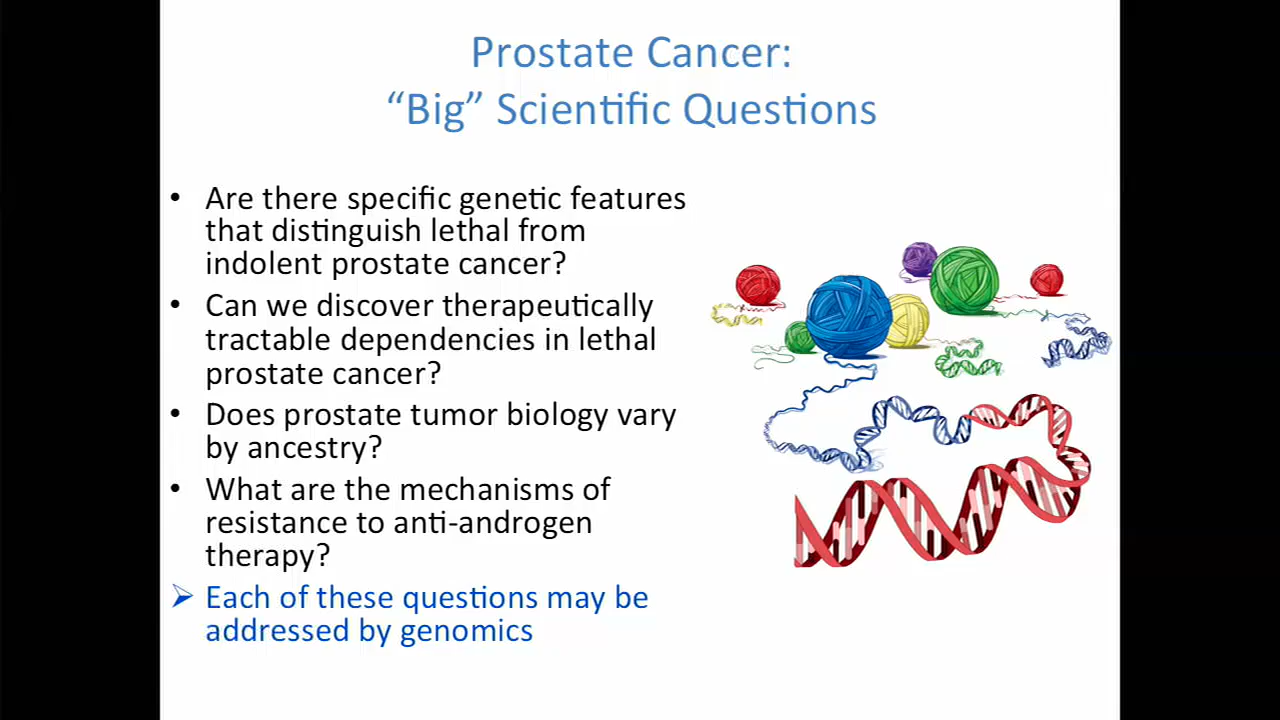 Prostate Cancer:
“Big” Scientific Questions
• Are there specific genetic features
that distinguish lethal from
indolent prostate cancer?
• Can we discover therapeutically
tractable dependencies in lethal
prostate cancer?
• Does prostate tumor biology vary
by ancestry?
• What are the mechanisms of
resistance to anti-androgen
therapy?
➢ Each of these questions may be
addressed by genomics